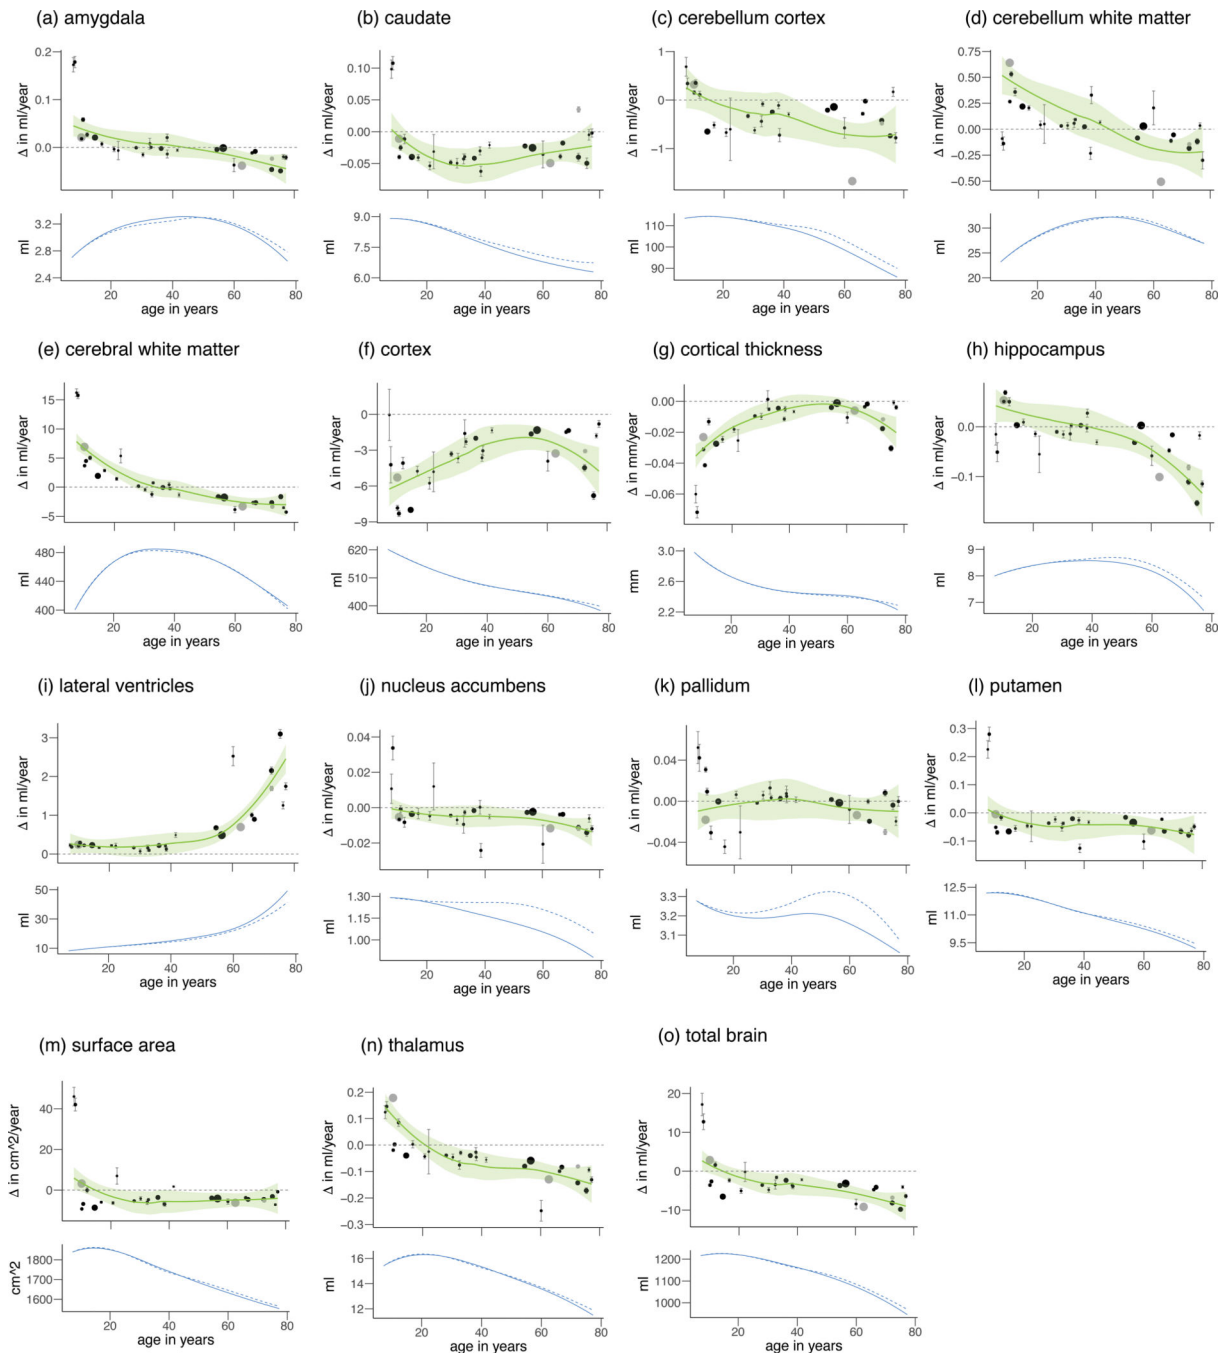 (a) amygdala
(b) caudate
(c) cerebellum cortex
(d) cerebellum white matter
Δ in ml/year
0.2
0.1
0.0
Δ in ml/year
0.10
0.05
0.00
−0.05
Δ in ml/year
1
0
−1
Δ in ml/year
0.75
0.50
0.25
0.00
−0.25
−0.50
ml
3.2
2.8
2.4
ml
9.0
7.5
6.0
ml
110
90
ml
30
25
20
20 40 60 80
20 40 60 80
20 40 60 80
20 40 60 80
age in years
age in years
age in years
age in years
(e) cerebral white matter
(f) cortex
(g) cortical thickness
(h) hippocampus
Δ in ml/year
15
10
5
0
−5
Δ in ml/year
0
−3
−6
−9
Δ in mm/year
0.00
−0.02
−0.04
−0.06
Δ in ml/year
0.0
−0.1
ml
480
440
400
ml
620
510
400
mm
3.0
2.6
2.2
ml
9
8
7
20 40 60 80
20 40 60 80
20 40 60 80
20 40 60 80
age in years
age in years
age in years
age in years
(i) lateral ventricles
(j) nucleus accumbens
(k) pallidum
(l) putamen
Δ in ml/year
3
2
1
0
Δ in ml/year
0.04
0.02
0.00
−0.02
Δ in ml/year
0.04
0.00
−0.04
Δ in ml/year
0.3
0.2
0.1
0.0
−0.1
ml
50
30
10
ml
1.30
1.15
1.00
ml
3.3
3.2
3.1
ml
12.5
11.0
9.5
20 40 60 80
20 40 60 80
20 40 60 80
20 40 60 80
age in years
age in years
age in years
age in years
(m) surface area
(n) thalamus
(o) total brain
Δ in cm^2/year
40
20
0
Δ in ml/year
0.2
0.1
0.0
−0.1
−0.2
−0.3
Δ in ml/year
20
10
0
−10
cm^2
1800
1700
1600
ml
16
14
12
ml
1200
1100
1000
20 40 60 80
20 40 60 80
20 40 60 80
age in years
age in years
age in years